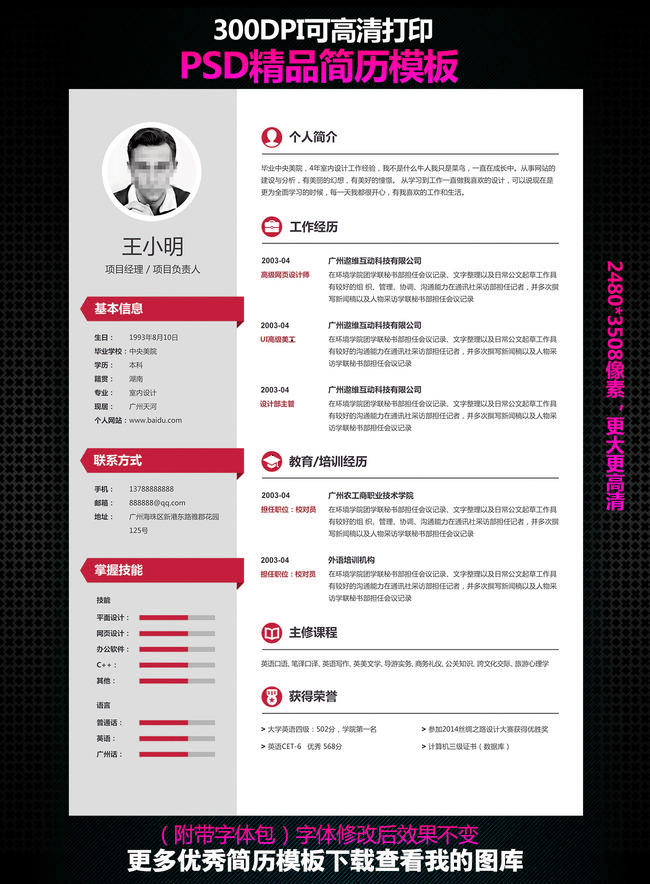 300DPI可高清打印
PSD精品简历模板
王小明
项目经理 / 项目负责人
基本信息
生日： 1993年8月10日
毕业学校：中央美院
学历： 本科
籍贯： 湖南
专业： 室内设计
现居： 广州天河
个人网站：www.baidu.com
联系方式
手机： 13788888888
邮箱： 888888@qq.com
地址： 广州海珠区新港东路雅郡花园
125号
掌握技能
技能
平面设计：
网页设计：
办公软件：
C++：
其他：
语言
普通话：
英语：
广州话：
个人简介
毕业中央美院，4年室内设计工作经验，我不是什么牛人我只是菜鸟，一直在成长中。从事网站的
建设与分析，有美丽的幻想，有美好的憧憬。 从学习到工作一直做我喜欢的设计，可以说现在是
更为全面学习的时候，每一天我都很开心，有我喜欢的工作和生活。
工作经历
2003-04 广州遨维互动科技有限公司
高级网页设计师 在环境学院团学联秘书部担任会议记录、文字整理以及日常公文起草工作具
有较好的组 织、管理、协调、沟通能力在通讯社采访部担任记者，并多次撰
写新闻稿以及人物采访学联秘书部担任会议记录
2003-04 广州遨维互动科技有限公司
UI高级美工 在环境学院团学联秘书部担任会议记录、文字整理以及日常公文起草工作具
有较好的沟通能力在通讯社采访部担任记者，并多次撰写新闻稿以及人物采
访学联秘书部担任会议记录
2003-04 广州遨维互动科技有限公司
设计部主管 在环境学院团学联秘书部担任会议记录、文字整理以及日常公文起草工作具
有较好的沟通能力在通讯社采访部担任记者，并多次撰写新闻稿以及人物采
访学联秘书部担任会议记录
教育/培训经历
2003-04 广州农工商职业技术学院
担任职位：校对员 在环境学院团学联秘书部担任会议记录、文字整理以及日常公文起草工作具
有较好的组 织、管理、协调、沟通能力在通讯社采访部担任记者，并多次撰
写新闻稿以及人物采访学联秘书部担任会议记录
2003-04 外语培训机构
担任职位：校对员 在环境学院团学联秘书部担任会议记录、文字整理以及日常公文起草工作具
有较好的沟通能力在通讯社采访部担任记者，并多次撰写新闻稿以及人物采
访学联秘书部担任会议记录
主修课程
英语口语, 笔译口译, 英语写作, 英美文学, 导游实务, 商务礼仪, 公关知识, 跨文化交际, 旅游心理学
获得荣誉
> 大学英语四级：502分，学院第一名 > 参加2014丝绸之路设计大赛获得优胜奖
> 英语CET-6 优秀 568分 > 计算机三级证书（数据库）
2480*3508像素，更大更高清
（附带字体包）字体修改后效果不变
更多优秀简历模板下载查看我的图库